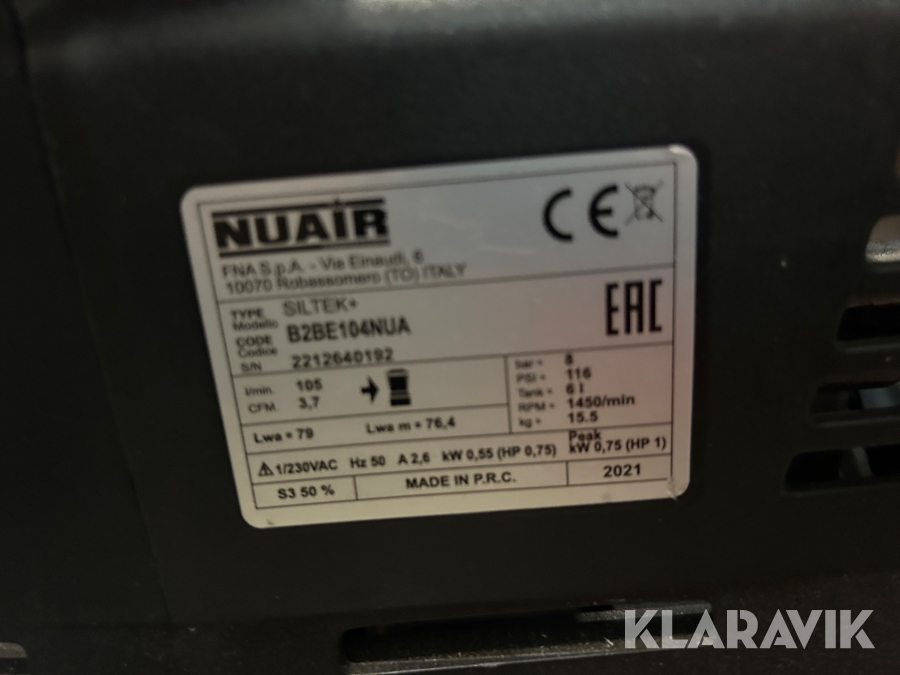 NUAIR
CE
FNA S.p.A. - Via Einaudi, 6
10070 Robassomero (TO) ITALY
TYPE SILTEK+
Modello
CODE B2BE104NUA
Codice
S/N 2212640192
EAC
l/min. 105
CFM. 3,7
bar = 8
PSI = 116
Tank = 6 l
RPM = 1450/min
kg = 15.5
Lwa = 79 Lwa m = 76,4
Peak
1/230VAC Hz 50 A 2,6 kW 0,55 (HP 0,75) kW 0,75 (HP 1)
S3 50 % MADE IN P.R.C. 2021
KLARAVIK